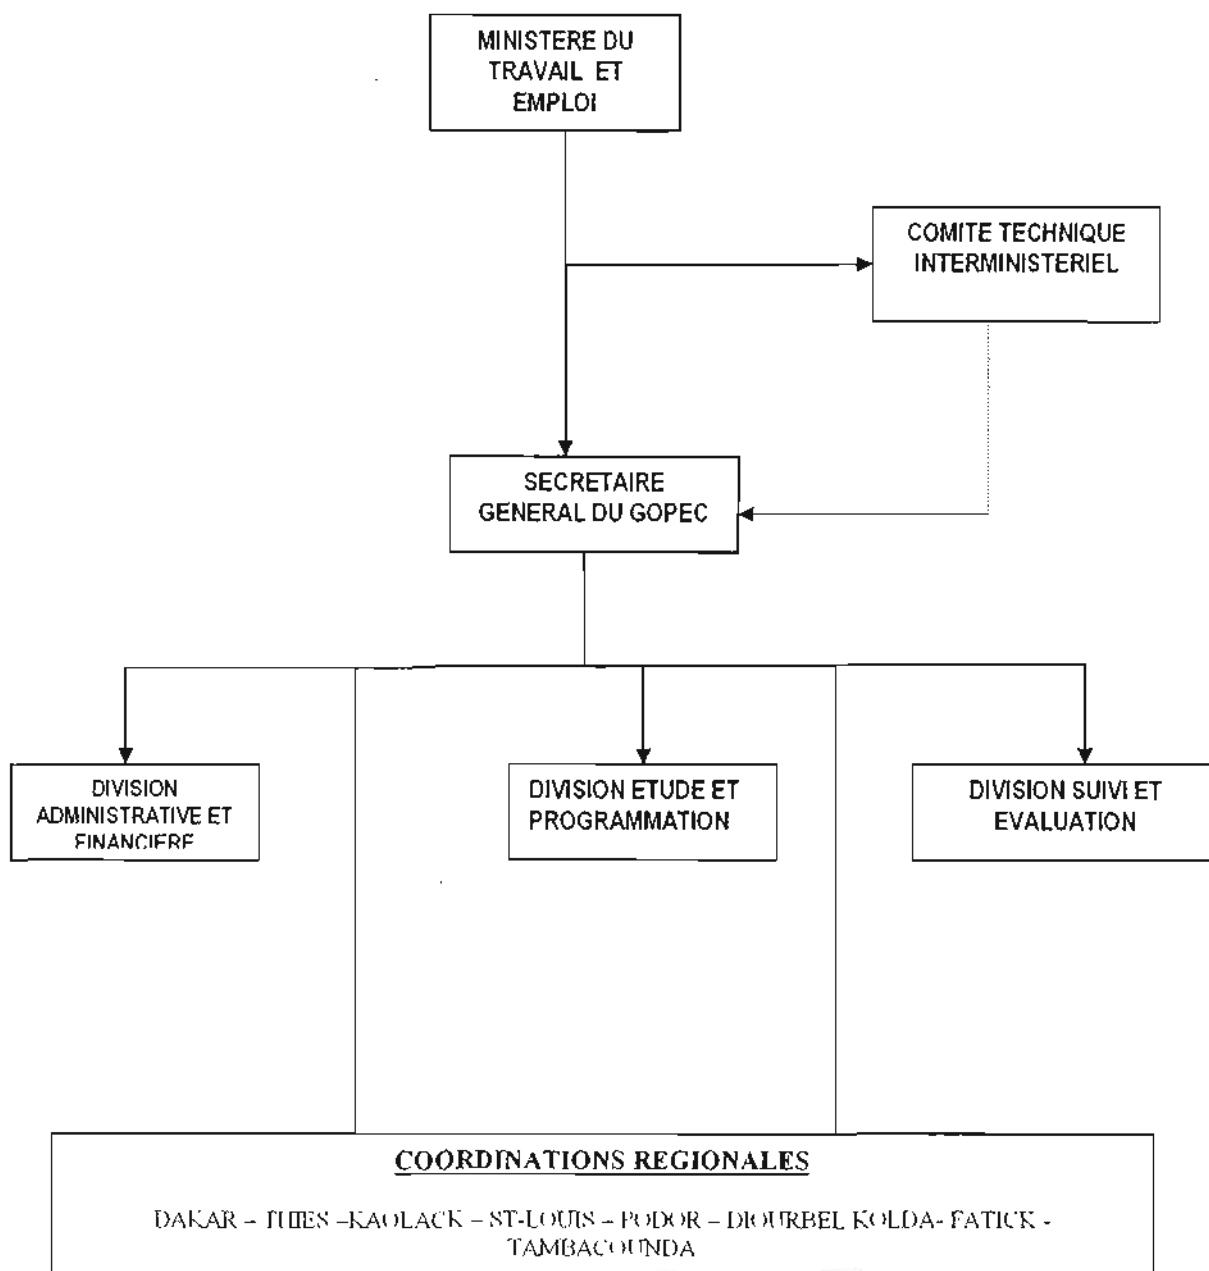 MINISTERE DU
TRAVAIL ET
EMPLOI
COMITE TECHNIQUE
INTERMINISTERIEL
SECRETAIRE
GENERAL DU GOPEC
DIVISION
ADMINISTRATIVE ET
FINANCIERE
DIVISION ETUDE ET
PROGRAMMATION
DIVISION SUIVI ET
EVALUATION
COORDINATIONS REGIONALES
DAKAR – THIES –KAOLACK – ST-LOUIS – PODOR – DIOURBEL KOLDA- FATICK -
TAMBACOUNDA